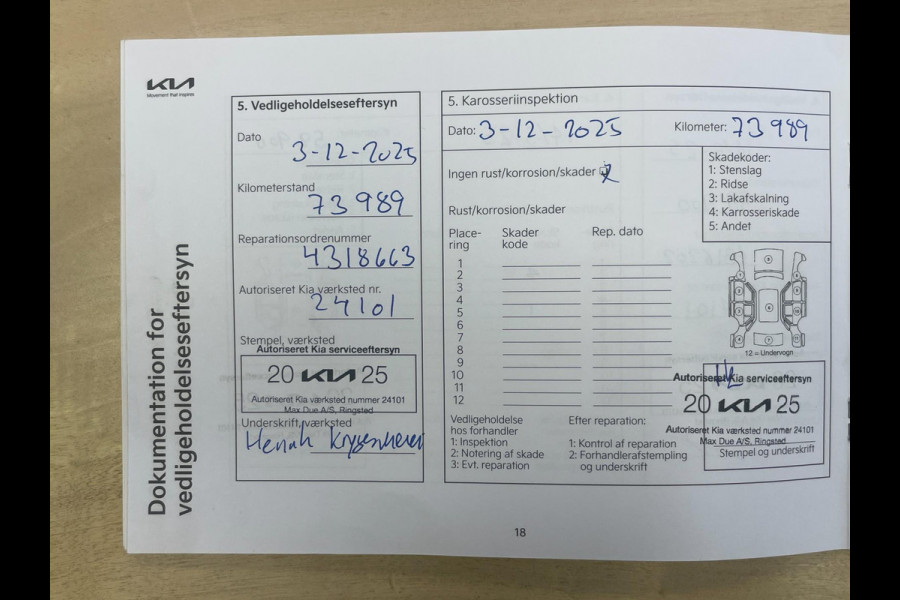 KIA
Movement that inspires
Dokumentation for
vedligeholdelseseftersyn
5. Vedligeholdelseseftersyn
Dato
3-12-2025
Kilometerstand
73 989
Reparationsordrenummer
4318663
Autoriseret Kia værksted nr.
24101
Stempel, værksted
Autoriseret Kia serviceeftersyn
20 KIA 25
Autoriseret Kia værksted nummer 24101
Max Due A/S, Ringsted
Underskrift, værksted
5. Karosseriinspektion
Dato: 3-12-2025
Kilometer: 73 989
Ingen rust/korrosion/skader
Skadekoder:
1: Stenslag
2: Ridse
3: Lakafskalning
4: Karrosseriskade
5: Andet
Rust/korrosion/skader
Place-
ring
Skader
kode
Rep. dato
1
2
3
4
5
6
7
8
9
10
11
12
12 = Undervogn
Vedligeholdelse
hos forhandler
1: Inspektion
2: Notering af skade
3: Evt. reparation
Efter reparation:
1: Kontrol af reparation
2: Forhandlerafstempling
og underskrift
Autoriseret Kia serviceeftersyn
20 KIA 25
Autoriseret Kia værksted nummer 24101
Max Due A/S, Ringsted
Stempel og underskrift
18